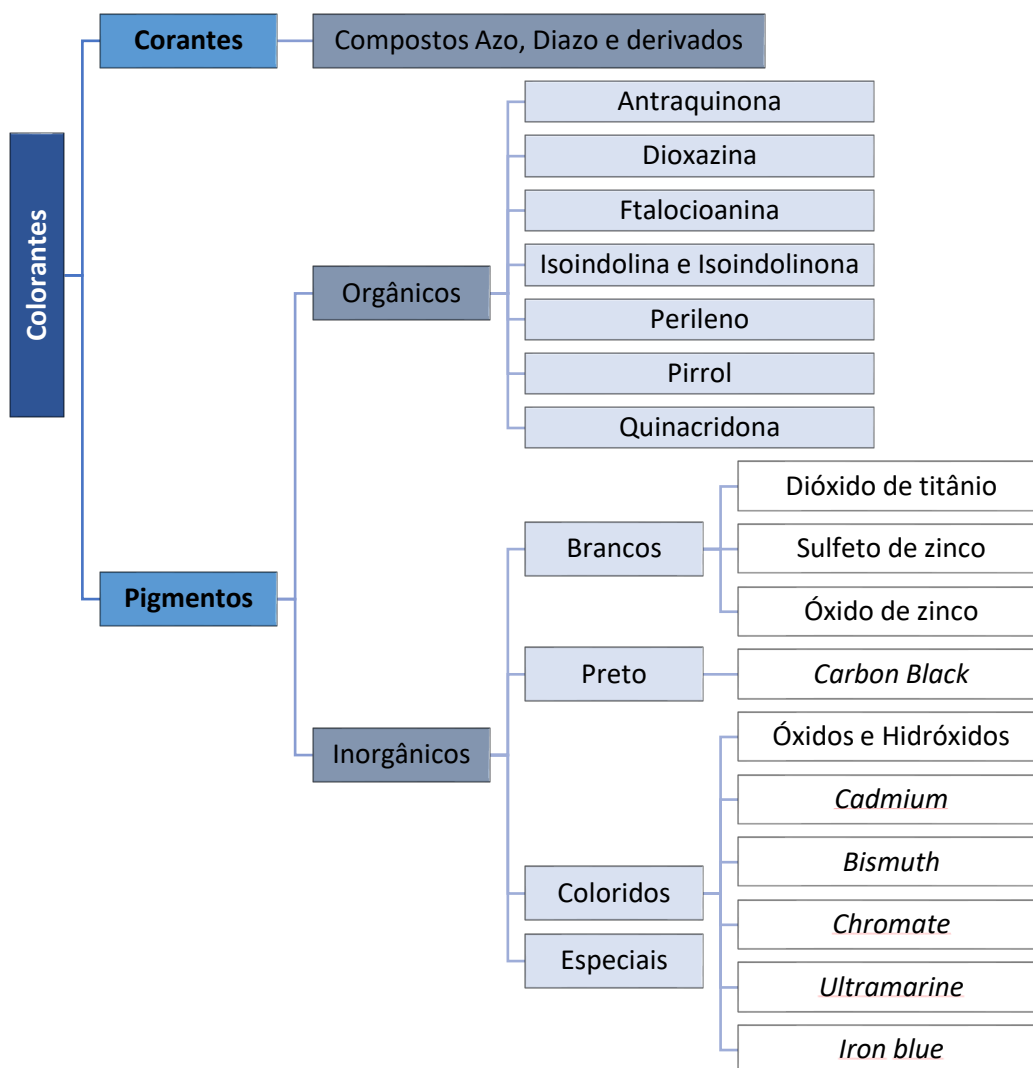 Colorantes
Corantes
Compostos Azo, Diazo e derivados
Pigmentos
Orgânicos
Antraquinona
Dioxazina
Ftalocioanina
Isoindolina e Isoindolinona
Perileno
Pirrol
Quinacridona
Inorgânicos
Brancos
Dióxido de titânio
Sulfeto de zinco
Óxido de zinco
Preto
Carbon Black
Coloridos
Óxidos e Hidróxidos
Cadmium
Bismuth
Chromate
Ultramarine
Iron blue
Especiais